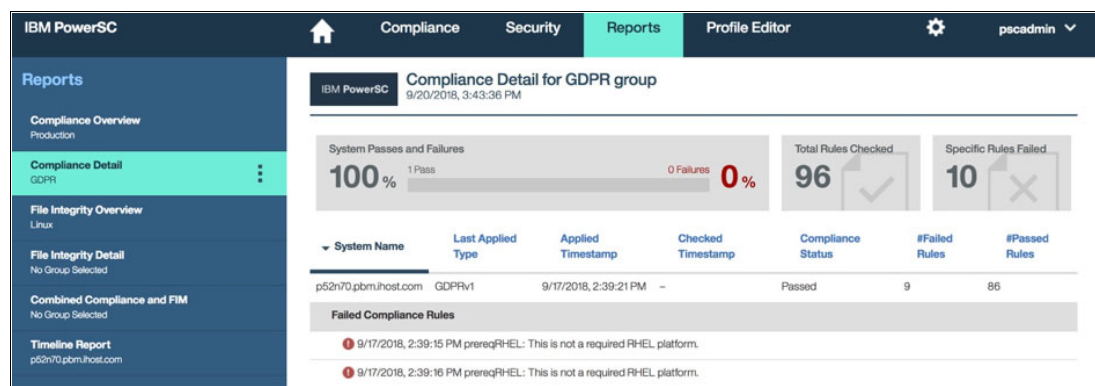 IBM PowerSC
Compliance
Security
Reports
Profile Editor
pscadmin
Reports
Compliance Overview
Production
Compliance Detail
GDPR
File Integrity Overview
Linux
File Integrity Detail
No Group Selected
Combined Compliance and FIM
No Group Selected
Timeline Report
p52n70.pbm.ihost.com
IBM PowerSC
Compliance Detail for GDPR group
9/20/2018, 3:43:36 PM
System Passes and Failures
100 %
1 Pass
0 Failures
0 %
Total Rules Checked
96
Specific Rules Failed
10
System Name
Last Applied
Type
Applied
Timestamp
Checked
Timestamp
Compliance
Status
#Failed
Rules
#Passed
Rules
p52n70.pbm.ihost.com GDPRv1 9/17/2018, 2:39:21 PM – Passed 9 86
Failed Compliance Rules
9/17/2018, 2:39:15 PM prereqRHEL: This is not a required RHEL platform.
9/17/2018, 2:39:16 PM prereqRHEL: This is not a required RHEL platform.